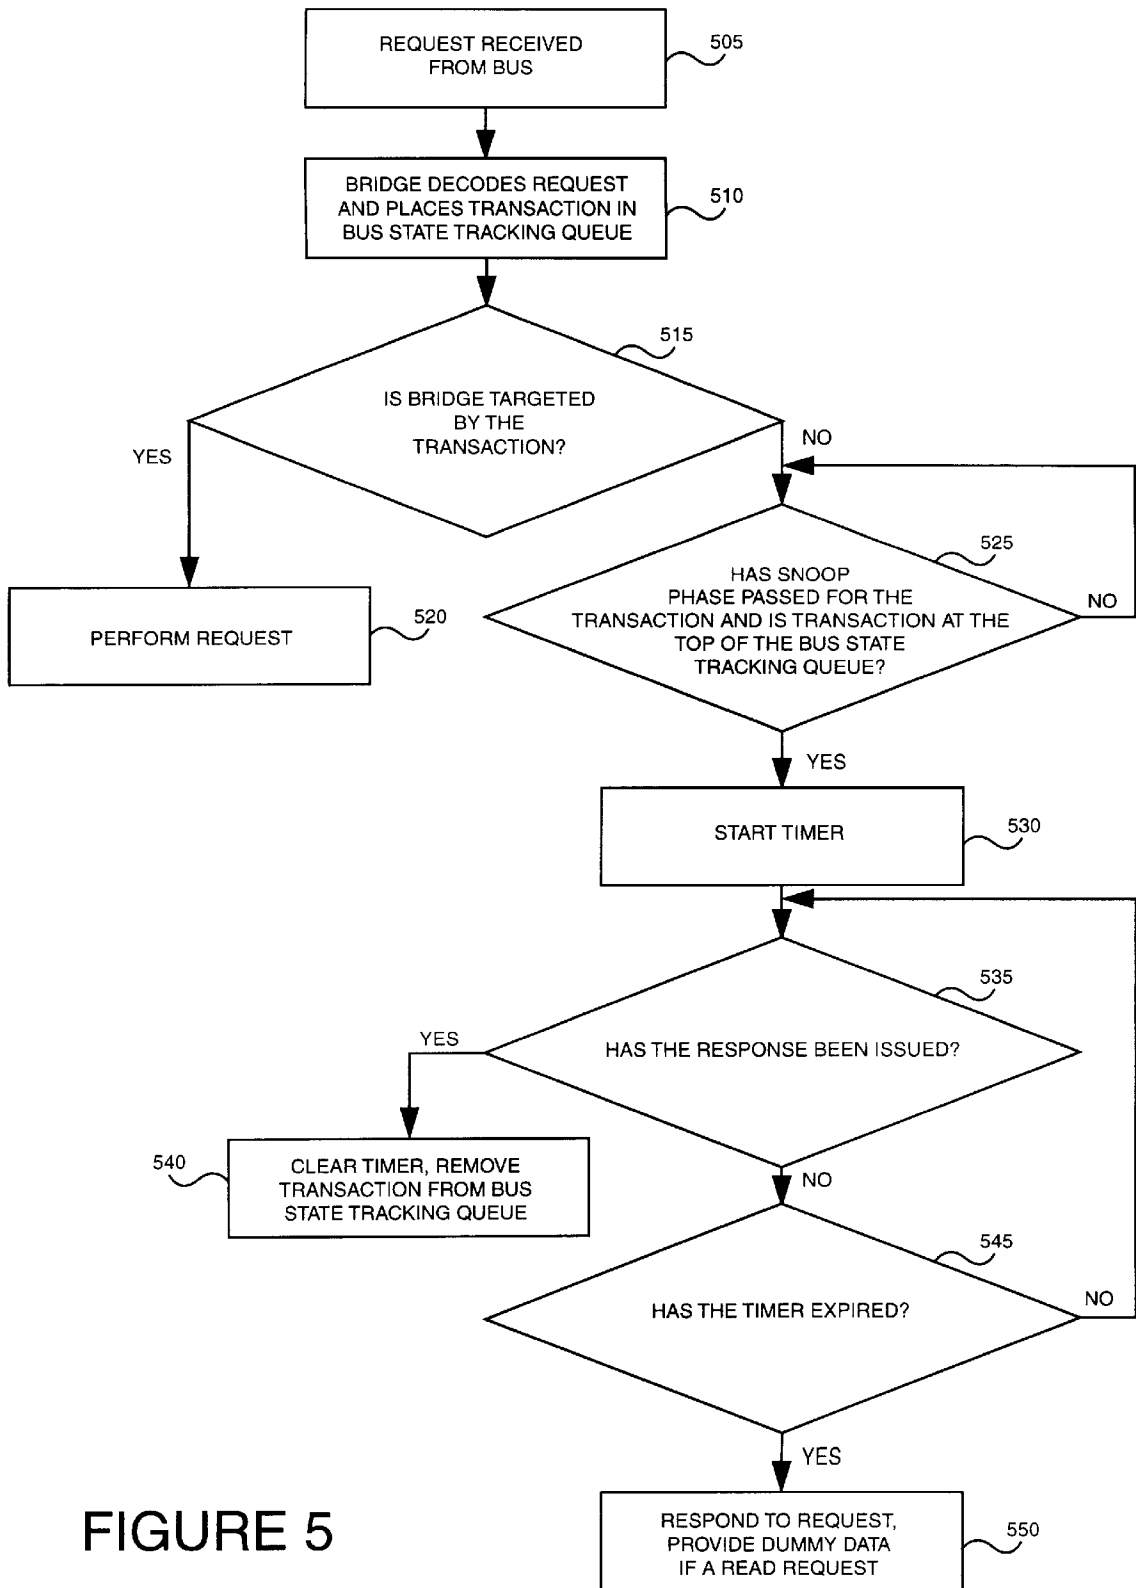 REQUEST RECEIVED
FROM BUS
505
BRIDGE DECODES REQUEST
AND PLACES TRANSACTION IN
BUS STATE TRACKING QUEUE
510
515
IS BRIDGE TARGETED
BY THE
TRANSACTION?
YES
NO
PERFORM REQUEST
520
525
HAS SNOOP
PHASE PASSED FOR THE
TRANSACTION AND IS TRANSACTION AT THE
TOP OF THE BUS STATE
TRACKING QUEUE?
NO
YES
START TIMER
530
535
HAS THE RESPONSE BEEN ISSUED?
YES
NO
540
CLEAR TIMER, REMOVE
TRANSACTION FROM BUS
STATE TRACKING QUEUE
545
HAS THE TIMER EXPIRED?
NO
YES
RESPOND TO REQUEST,
PROVIDE DUMMY DATA
IF A READ REQUEST
550
FIGURE 5